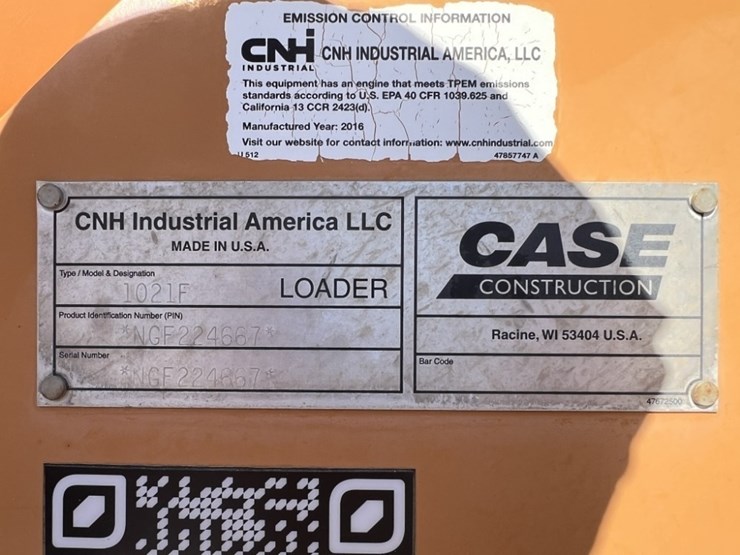 EMISSION CONTROL INFORMATION
CNH INDUSTRIAL
CNH INDUSTRIAL AMERICA, LLC
This equipment has an engine that meets TPEM emissions
standards according to U.S. EPA 40 CFR 1039.625 and
California 13 CCR 2423(d).
Manufactured Year: 2016
Visit our website for contact information: www.cnhindustrial.com
512
47857747 A
CNH Industrial America LLC
MADE IN U.S.A.
Type / Model & Designation
1021F
LOADER
Product Identification Number (PIN)
*NGF224667*
Serial Number
CASE
CONSTRUCTION
Racine, WI 53404 U.S.A.
Bar Code
47672500